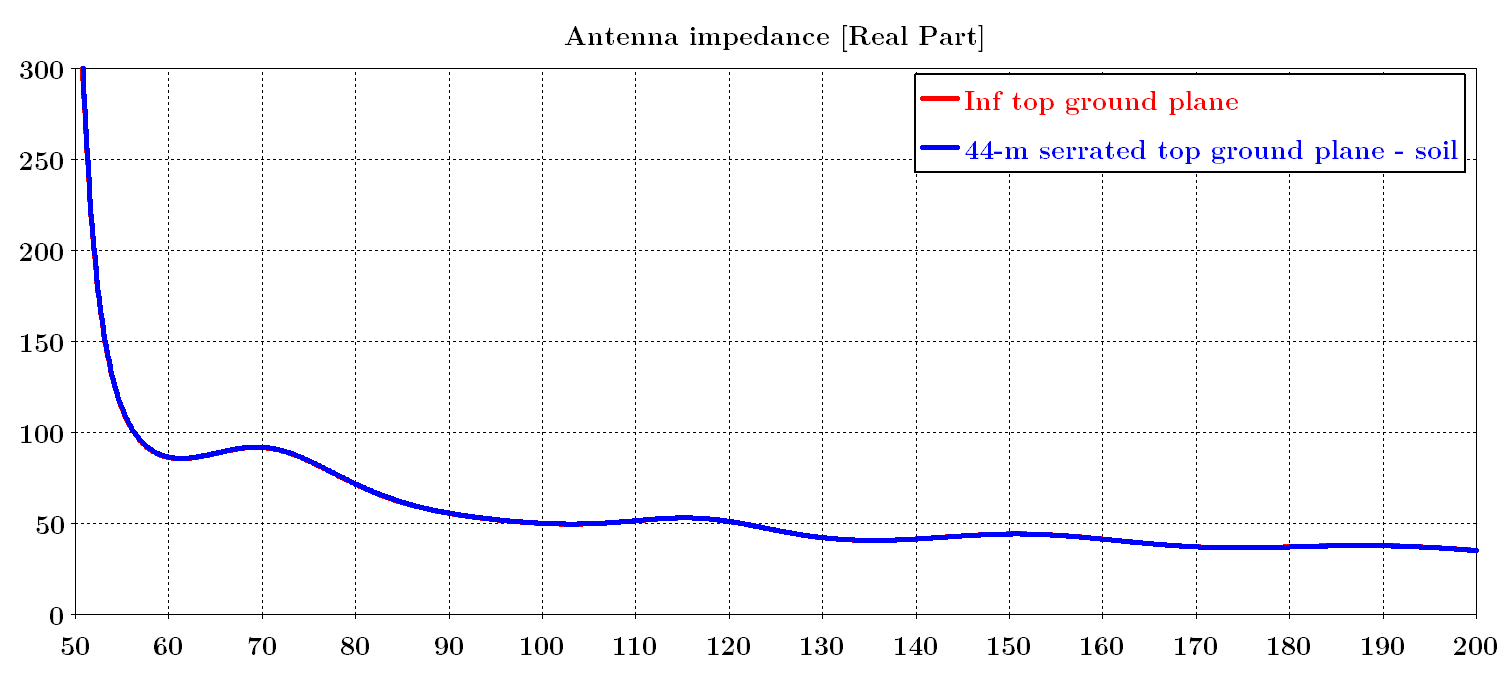 Antenna impedance [Real Part]
300
Inf top ground plane
44-m serrated top ground plane - soil
250
200
150
100
50
0
50 60 70 80 90 100 110 120 130 140 150 160 170 180 190 200